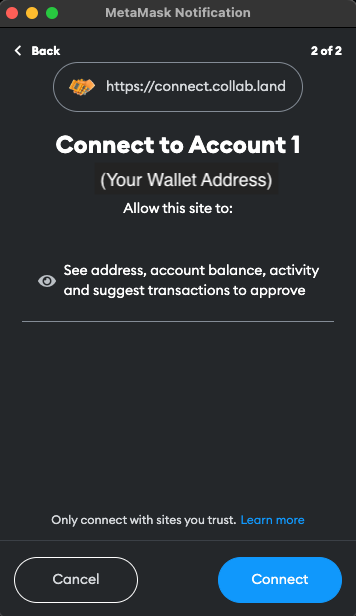 MetaMask Notification
Back
2 of 2
https://connect.collab.land
Connect to Account 1
(Your Wallet Address)
Allow this site to:
See address, account balance, activity
and suggest transactions to approve
Only connect with sites you trust. Learn more
Cancel
Connect